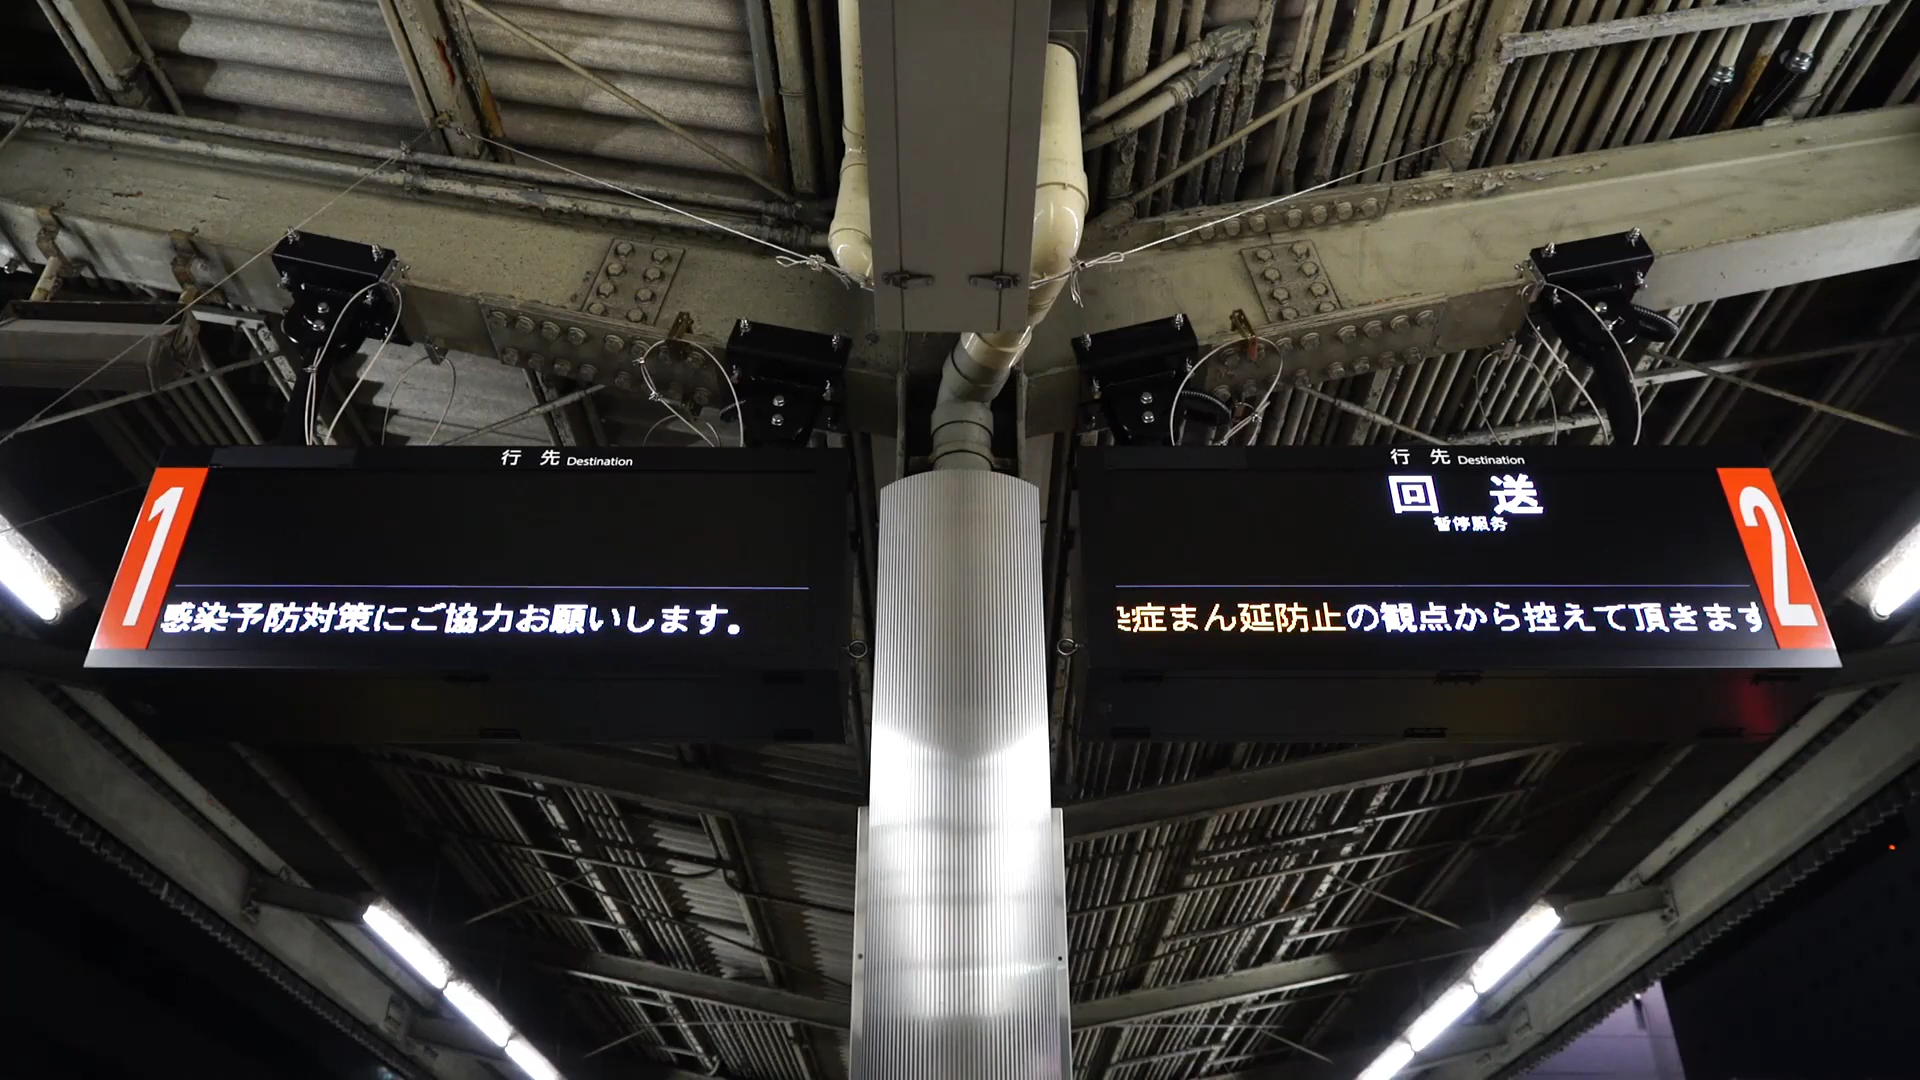 行 先 Destination
1
感染予防対策にご協力お願いします。
行 先 Destination
回 送
暂停服务
2
染症まん延防止の観点から控えて頂きます